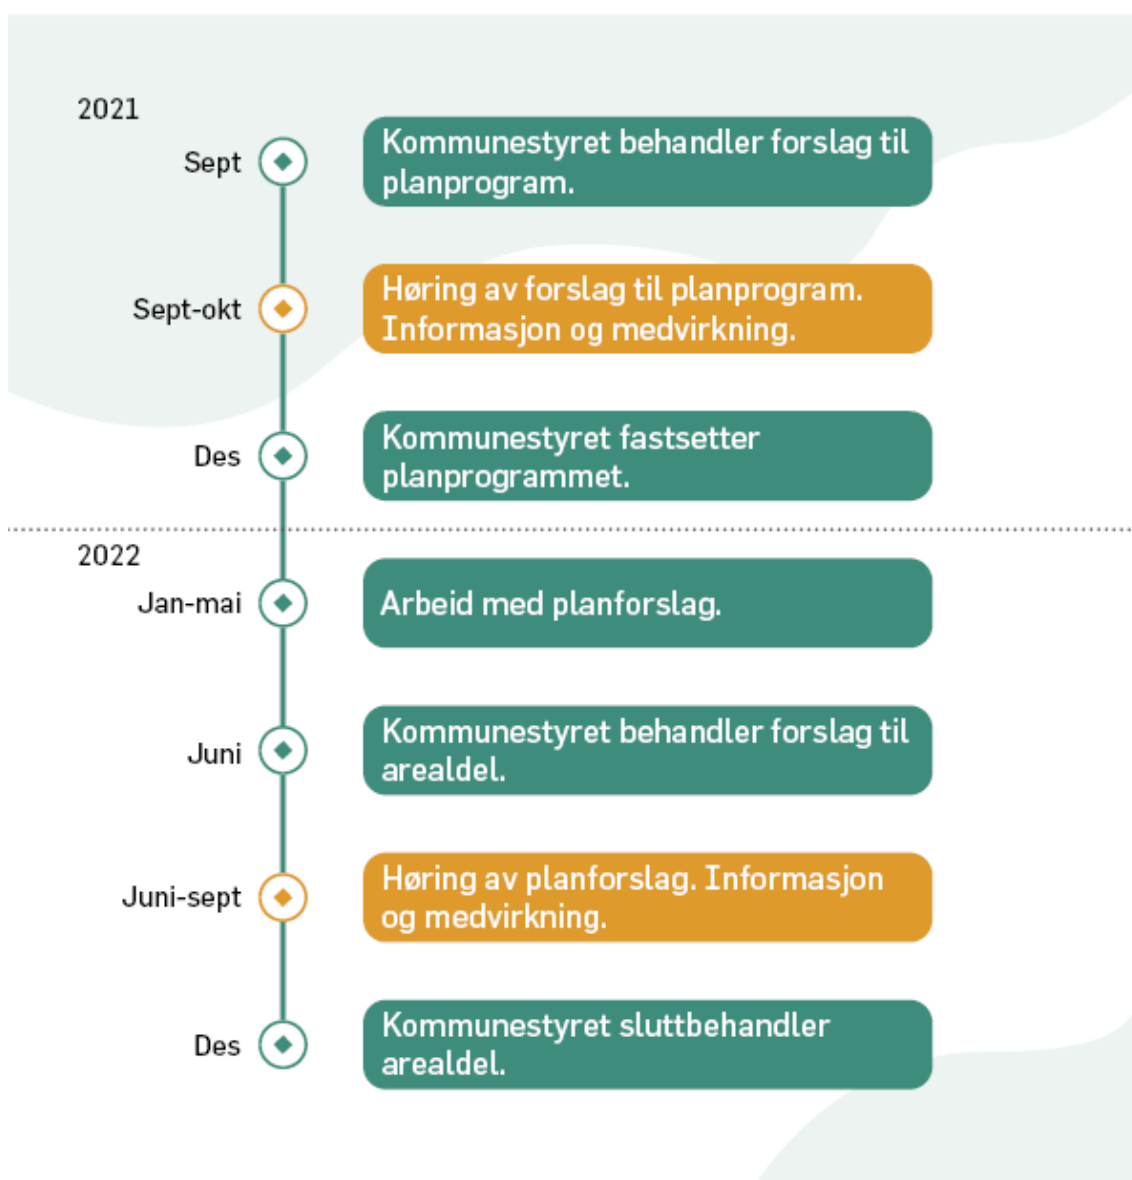 2021
Sept
Kommunestyret behandler forslag til
planprogram.
Sept-okt
Høring av forslag til planprogram.
Informasjon og medvirkning.
Des
Kommunestyret fastsetter
planprogrammet.
2022
Jan-mai
Arbeid med planforslag.
Juni
Kommunestyret behandler forslag til
arealdel.
Juni-sept
Høring av planforslag. Informasjon
og medvirkning.
Des
Kommunestyret sluttbehandler
arealdel.